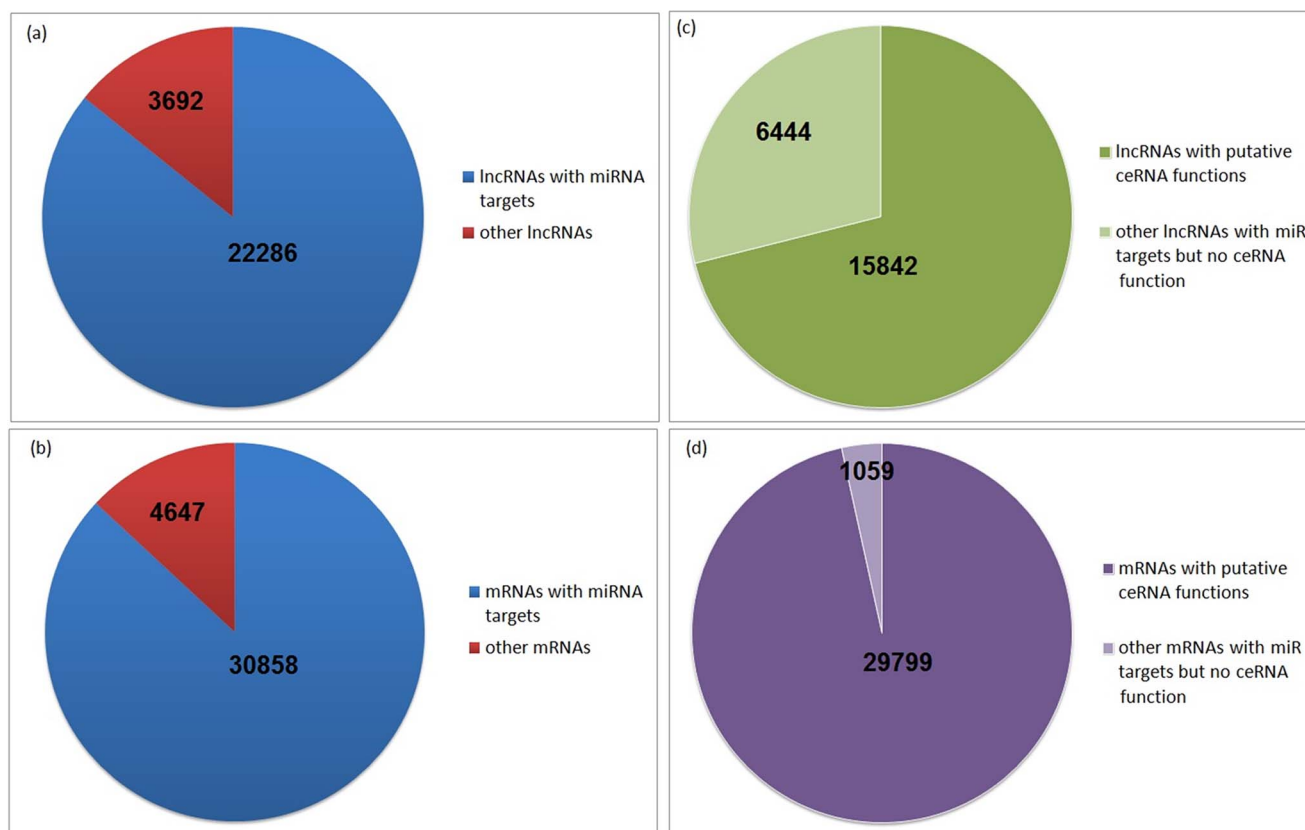 (a)
3692
22286
lncRNAs with miRNA
targets
other lncRNAs
(c)
6444
15842
lncRNAs with putative
ceRNA functions
other lncRNAs with miR
targets but no ceRNA
function
(b)
4647
30858
mRNAs with miRNA
targets
other mRNAs
(d)
1059
29799
mRNAs with putative
ceRNA functions
other mRNAs with miR
targets but no ceRNA
function